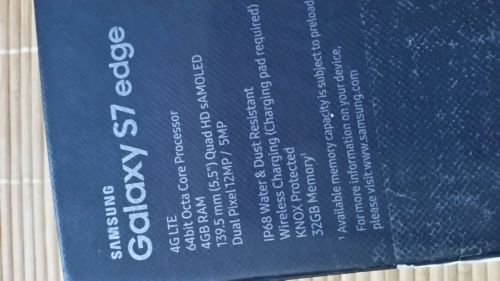 SAMSUNG
Galaxy S7 edge
4G LTE
64bit Octa Core Processor
4GB RAM
139.5 mm (5.5") Quad HD sAMOLED
Dual Pixel 12MP / 5MP
IP68 Water & Dust Resistant
Wireless Charging (Charging pad required)
KNOX Protected
32GB Memory¹
¹ Available memory capacity is subject to preload
For more information on your device,
please visit www.samsung.com